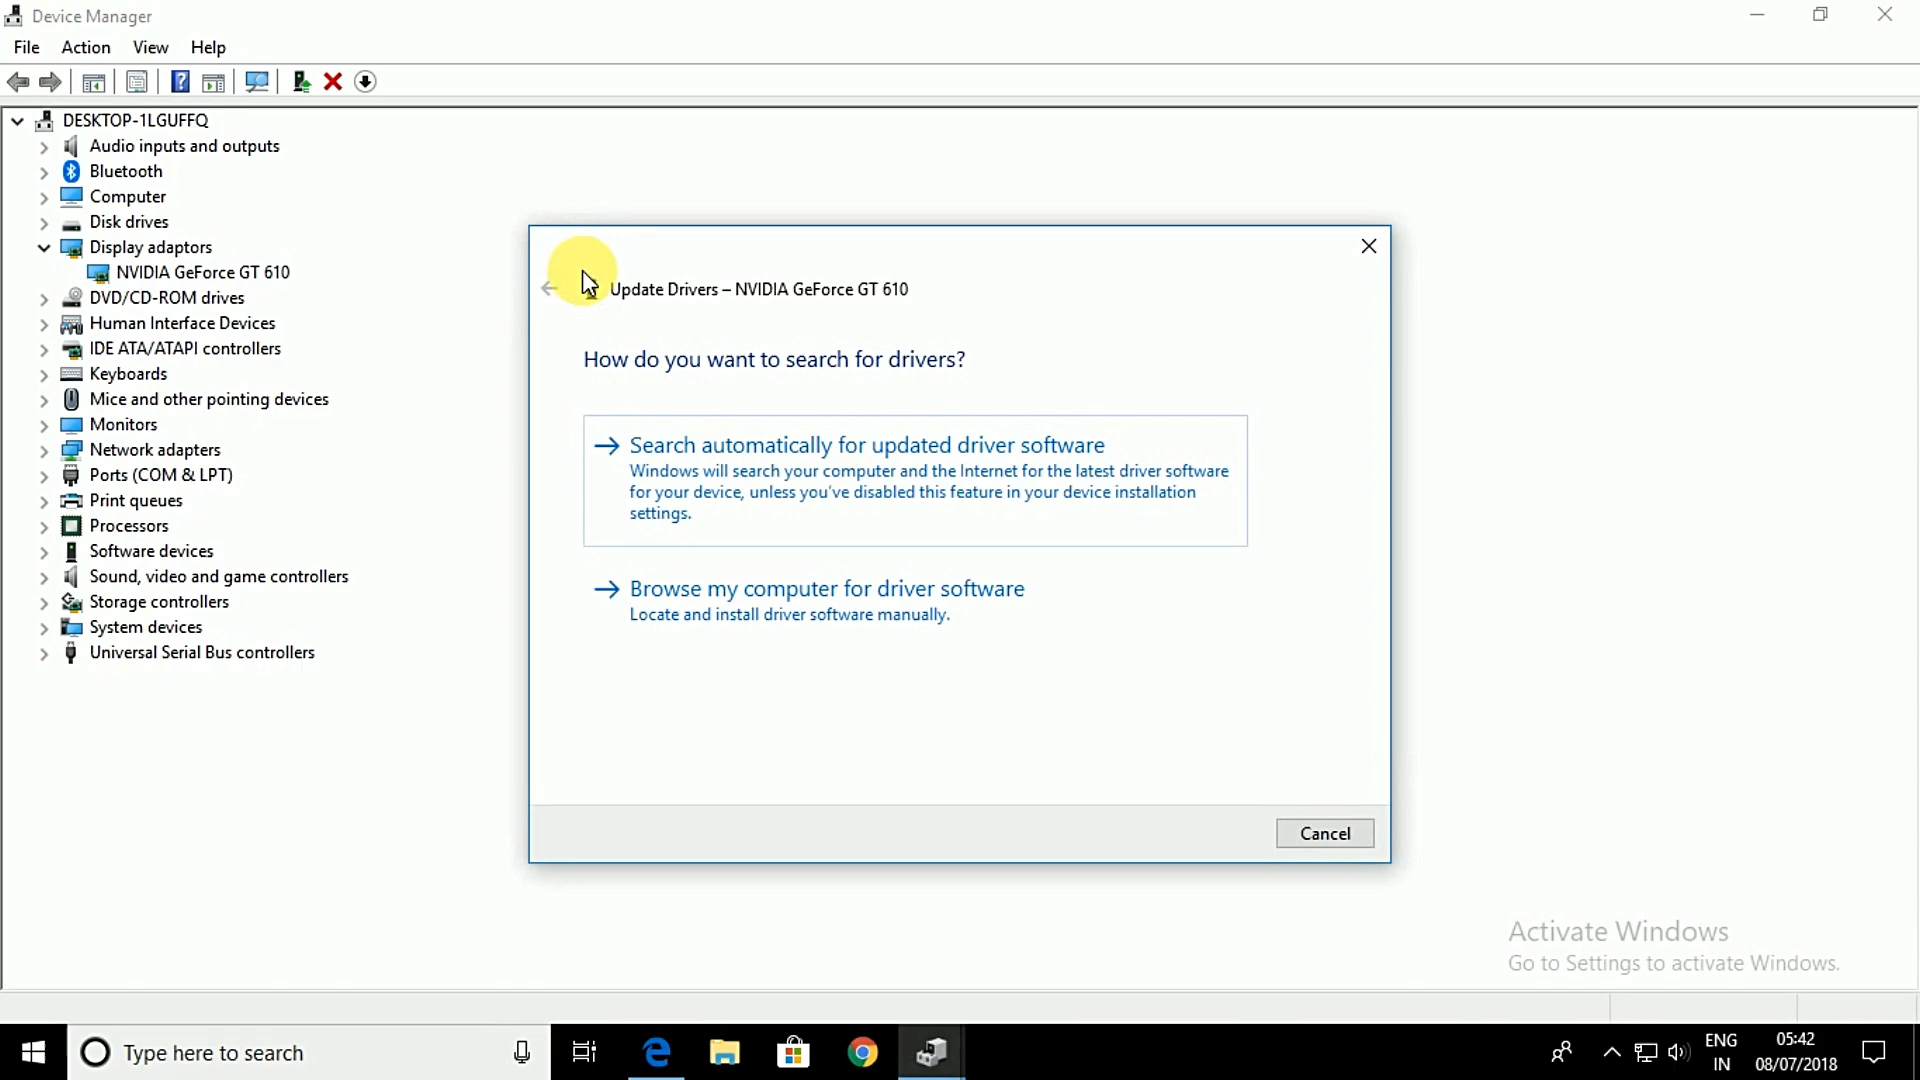 Device Manager
File Action View Help
DESKTOP-1LGUFFQ
Audio inputs and outputs
Bluetooth
Computer
Disk drives
Display adaptors
NVIDIA GeForce GT 610
DVD/CD-ROM drives
Human Interface Devices
IDE ATA/ATAPI controllers
Keyboards
Mice and other pointing devices
Monitors
Network adapters
Ports (COM & LPT)
Print queues
Processors
Software devices
Sound, video and game controllers
Storage controllers
System devices
Universal Serial Bus controllers
Update Drivers – NVIDIA GeForce GT 610
How do you want to search for drivers?
Search automatically for updated driver software
Windows will search your computer and the Internet for the latest driver software
for your device, unless you've disabled this feature in your device installation
settings.
Browse my computer for driver software
Locate and install driver software manually.
Cancel
Activate Windows
Go to Settings to activate Windows.
Type here to search
ENG
IN
05:42
08/07/2018